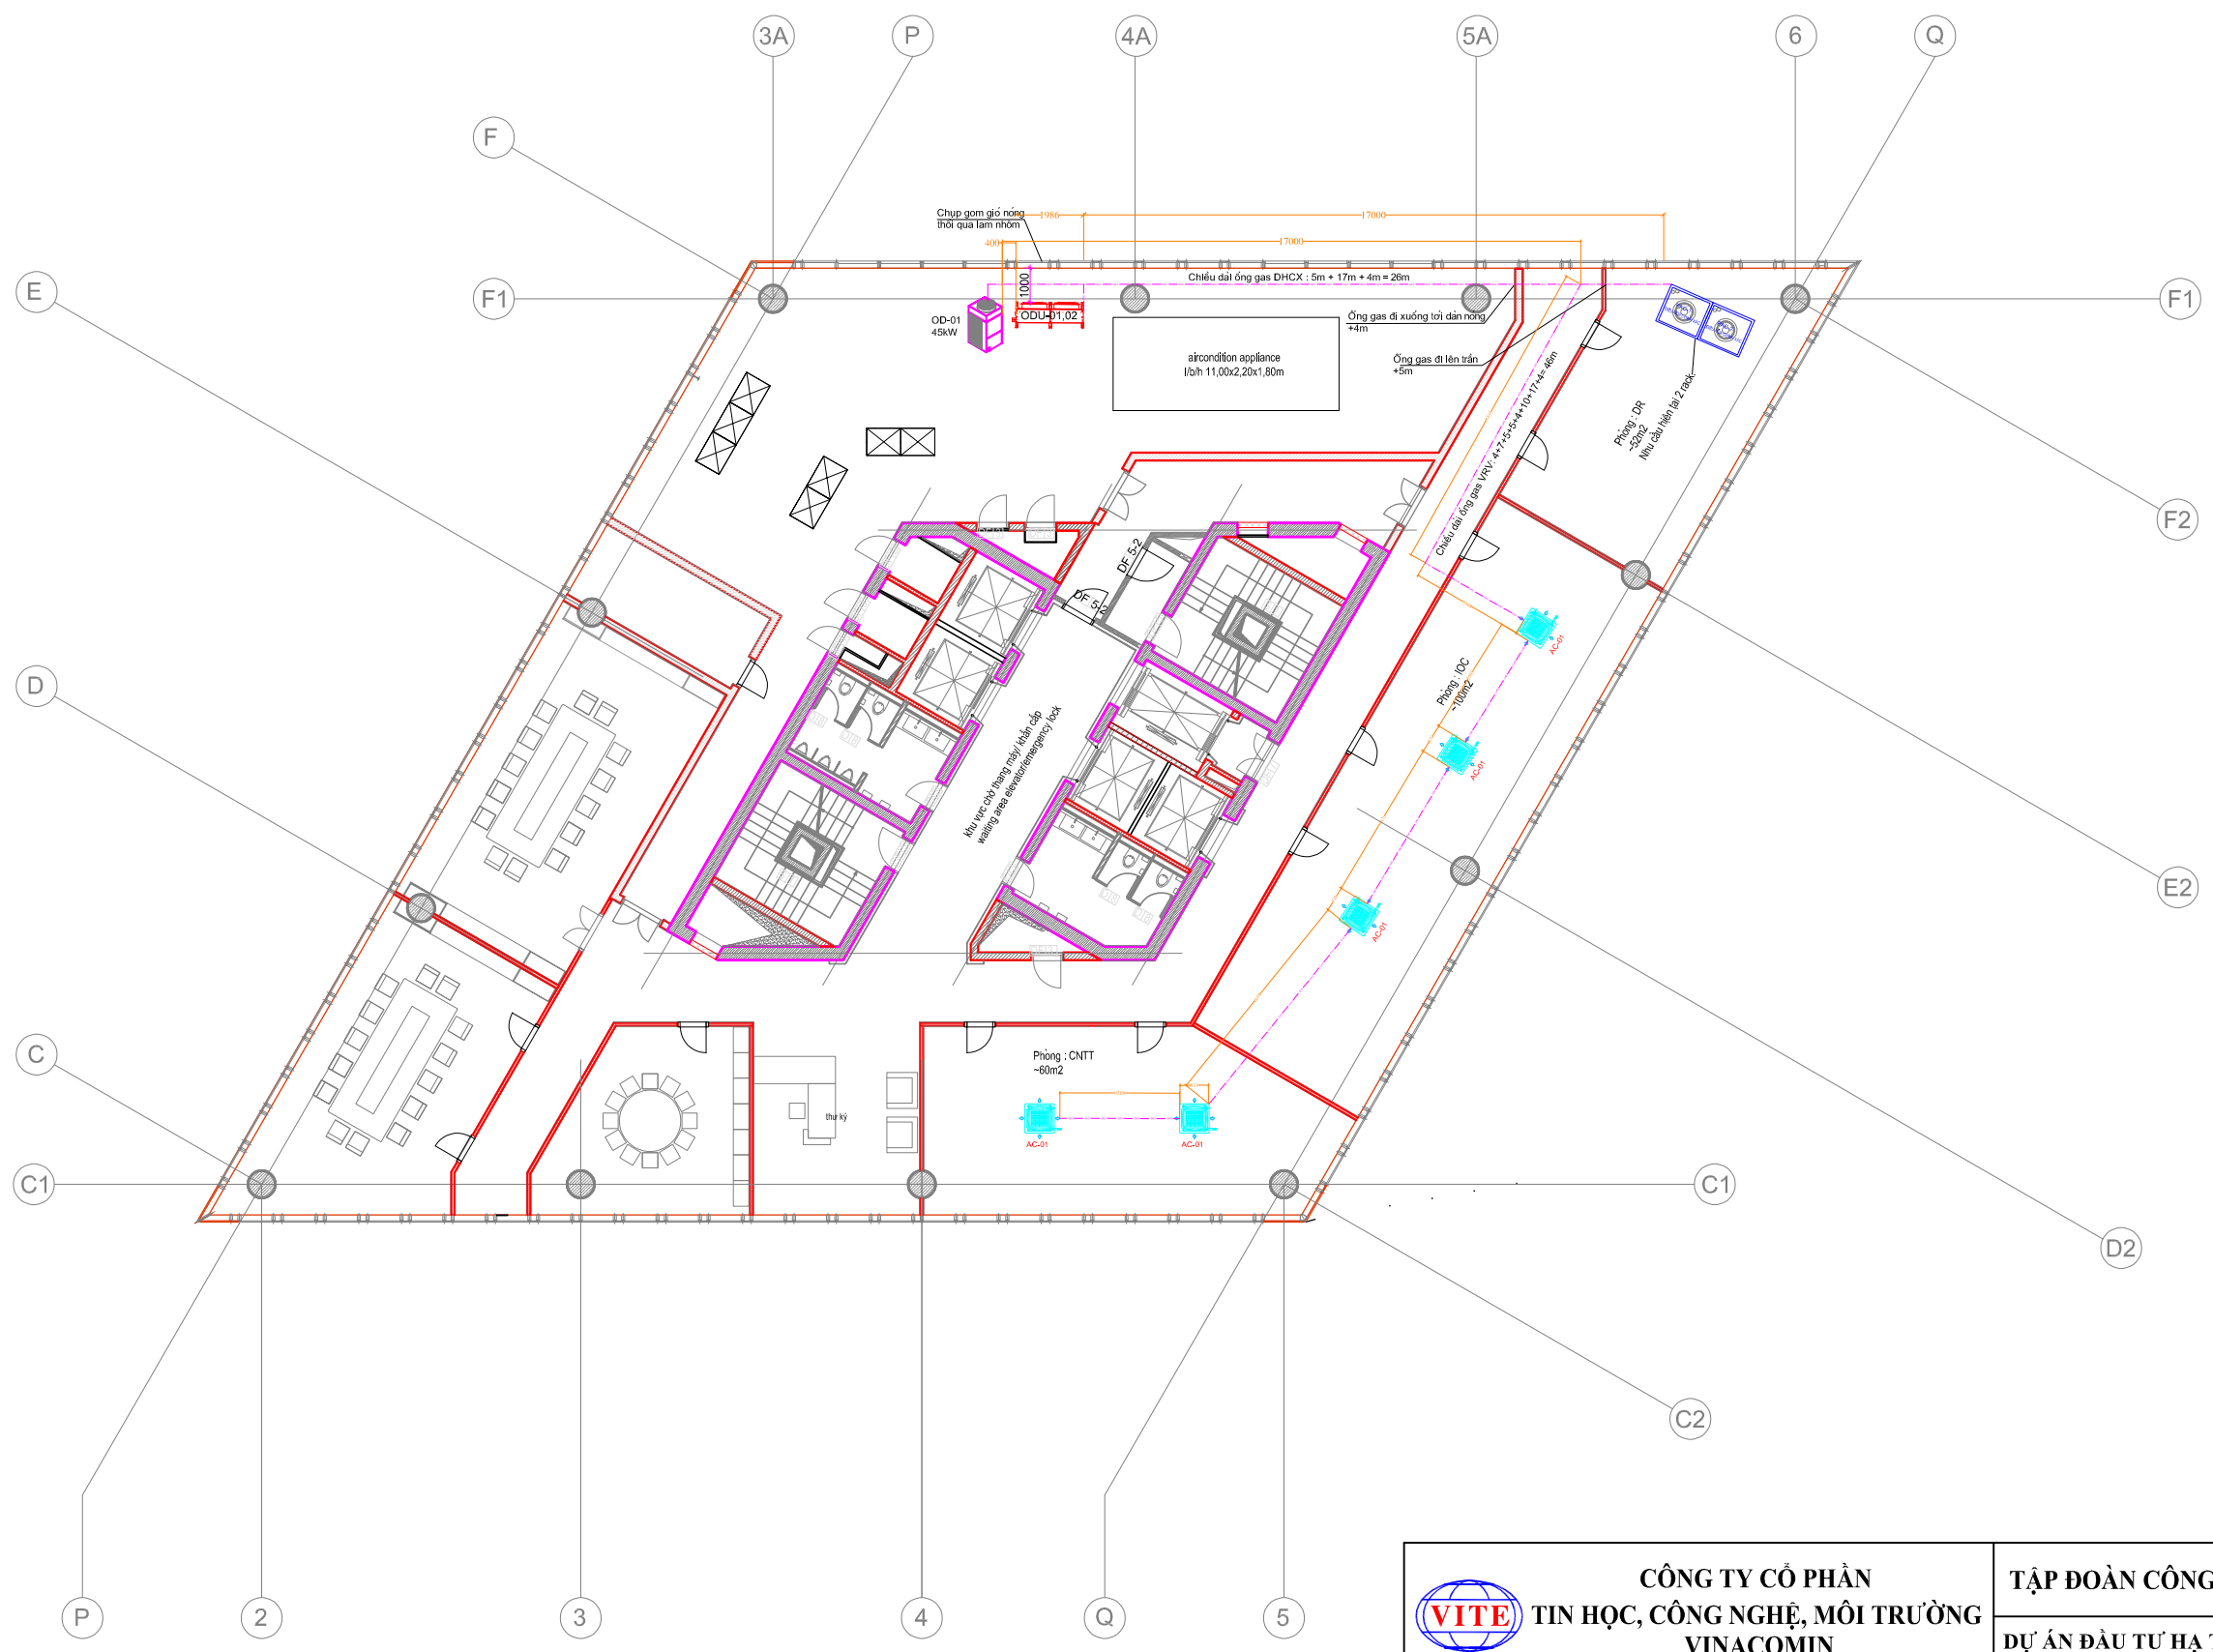 3A
P
4A
5A
6
Q
F
E
F1
F1
Chụp gom gió nóng
thổi qua lam nhôm
1986
17000
400
17000
1000
Chiều dài ống gas DHCX : 5m + 17m + 4m = 26m
OD-01
45kW
ODU-01,02
aircondition appliance
l/b/h 11,00x2,20x1,80m
Ống gas đi xuống tới dàn nóng
+4m
Ống gas đi lên trần
+5m
Chiều dài ống gas VRV: 4+7+5+5+4+10+17+4= 46m
Phòng : DR
~52m2
Nhu cầu hiện tại 2 rack.
F2
DF 5-2
DF 5-2
AC-01
Phòng : IOC
~100m2
AC-01
D
khu vực chờ thang máy/ khẩn cấp
waiting area elevator/emergency lock
E2
AC-01
C
Phòng : CNTT
~60m2
thư ký
AC-01
AC-01
C1
C1
D2
C2
P
2
3
4
Q
5
VITE
CÔNG TY CỔ PHẦN
TIN HỌC, CÔNG NGHỆ, MÔI TRƯỜNG
VINACOMIN
TẬP ĐOÀN CÔNG
DỰ ÁN ĐẦU TƯ HẠ